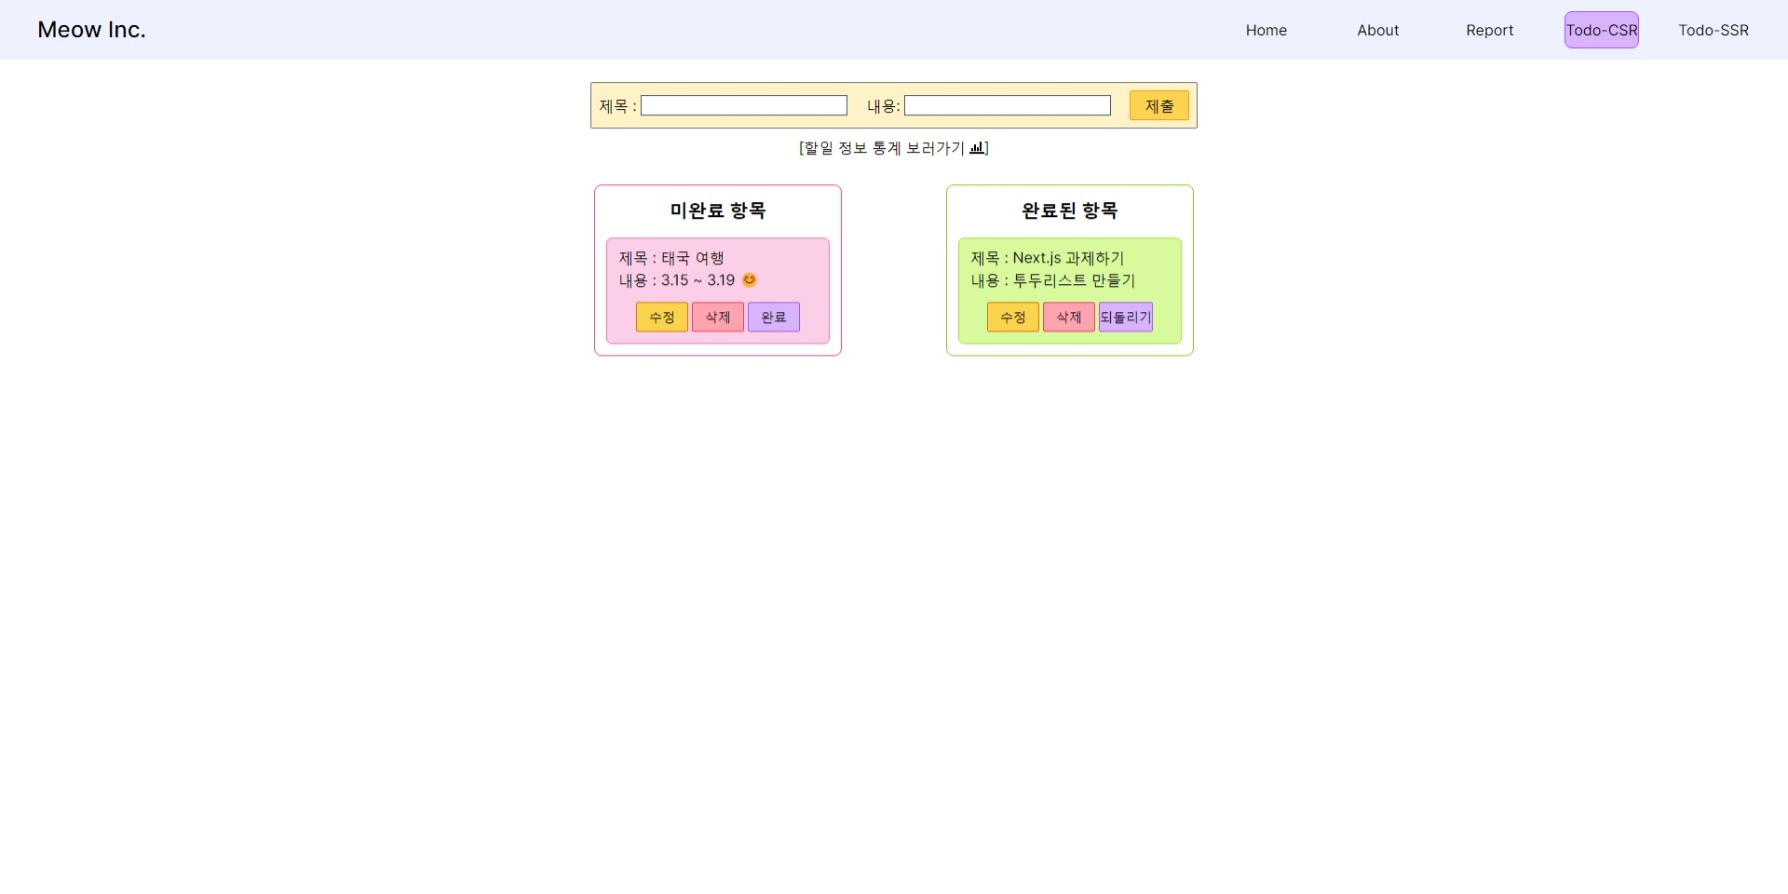 Meow Inc.
Home About Report Todo-CSR Todo-SSR
제목 : 내용: 제출
[할일 정보 통계 보러가기 ]
미완료 항목
제목 : 태국 여행
내용 : 3.15 ~ 3.19 😊
수정 삭제 완료
완료된 항목
제목 : Next.js 과제하기
내용 : 투두리스트 만들기
수정 삭제 되돌리기